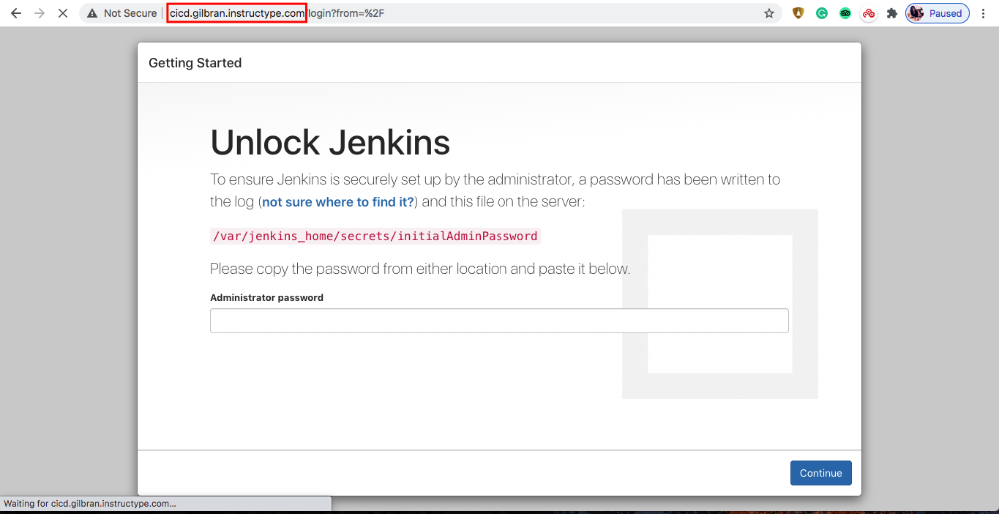 Not Secure
cicd.gilbran.instructype.com/login?from=%2F
Paused
Getting Started
Unlock Jenkins
To ensure Jenkins is securely set up by the administrator, a password has been written to
the log (not sure where to find it?) and this file on the server:
/var/jenkins_home/secrets/initialAdminPassword
Please copy the password from either location and paste it below.
Administrator password
Continue
Waiting for cicd.gilbran.instructype.com...